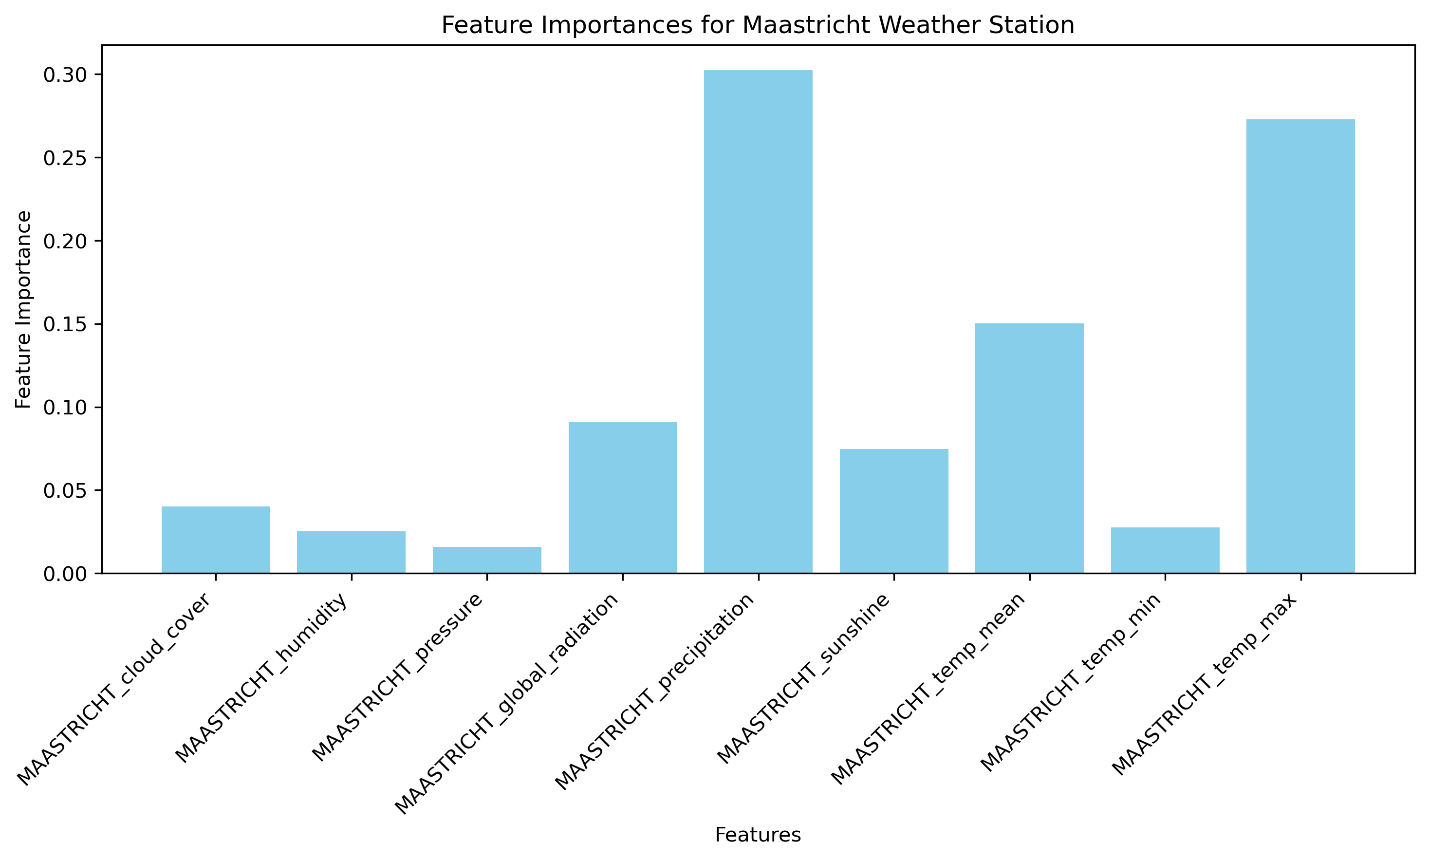 Feature Importances for Maastricht Weather Station
Feature Importance
0.30
0.25
0.20
0.15
0.10
0.05
0.00
MAASTRICHT_cloud_cover
MAASTRICHT_humidity
MAASTRICHT_pressure
MAASTRICHT_global_radiation
MAASTRICHT_precipitation
MAASTRICHT_sunshine
MAASTRICHT_temp_mean
MAASTRICHT_temp_min
MAASTRICHT_temp_max
Features